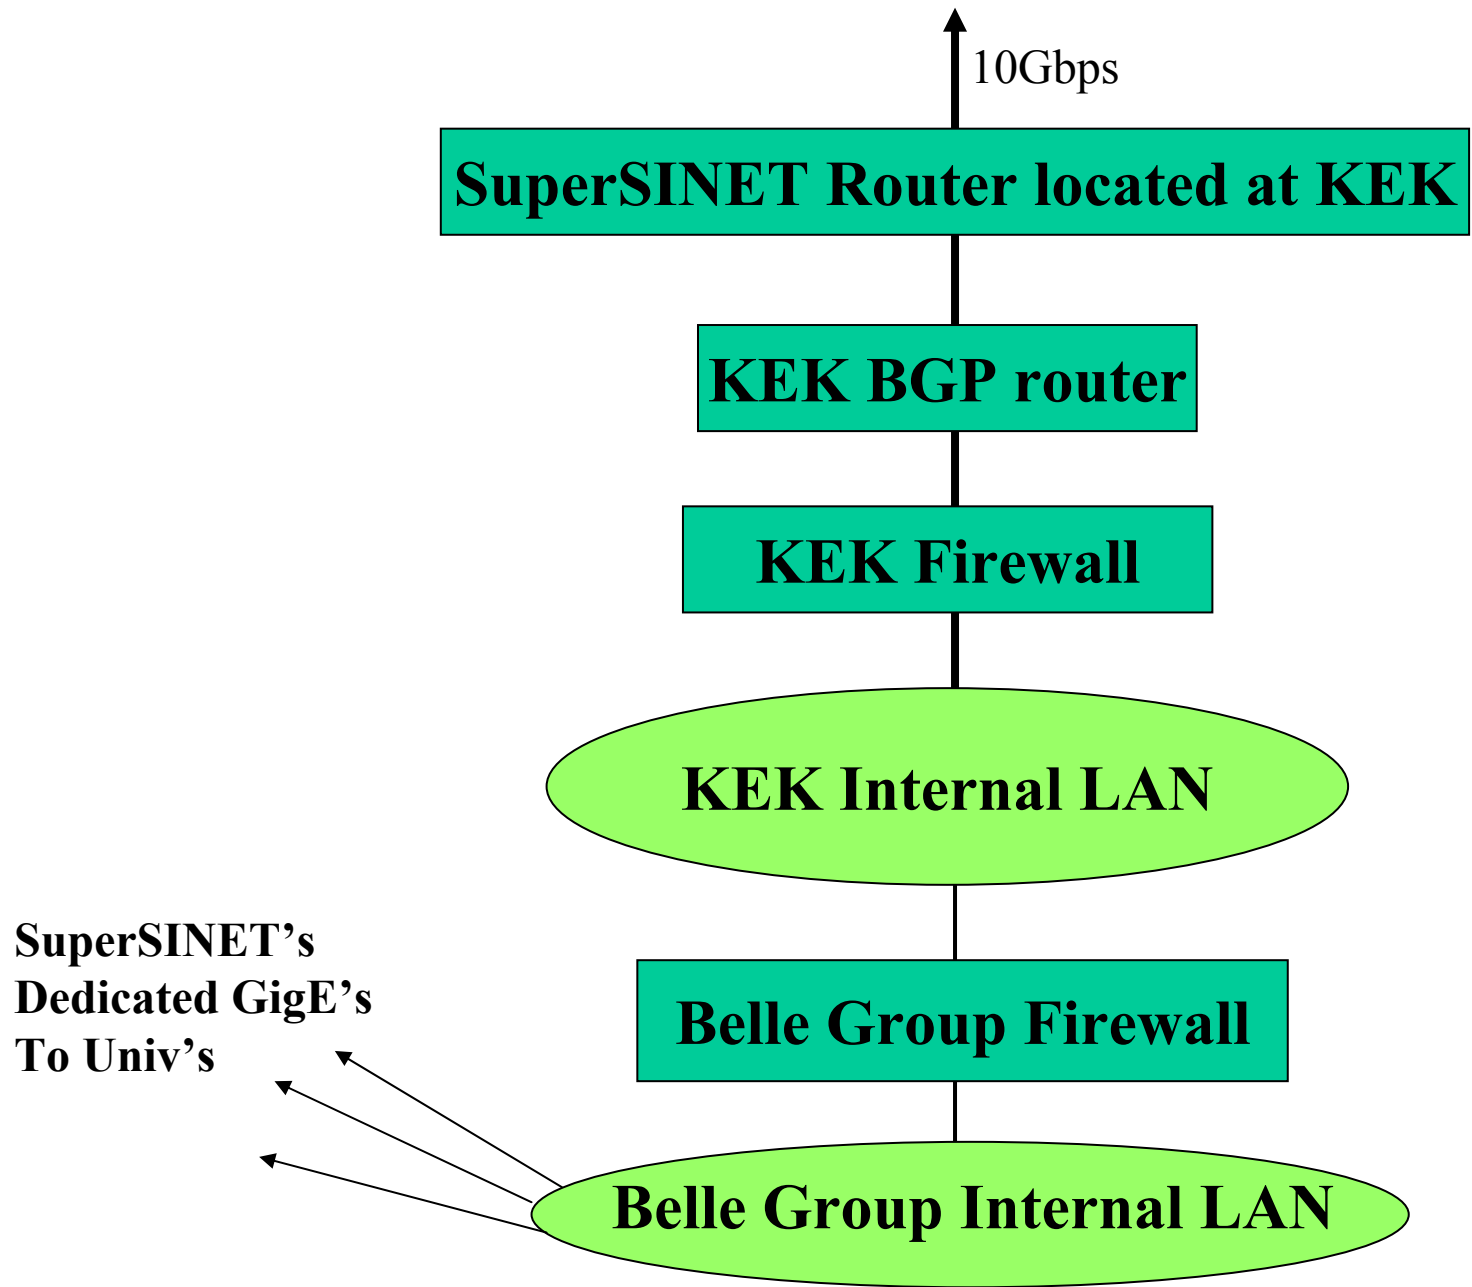 10Gbps
SuperSINET Router located at KEK
KEK BGP router
KEK Firewall
KEK Internal LAN
SuperSINET’s
Dedicated GigE’s
To Univ’s
Belle Group Firewall
Belle Group Internal LAN